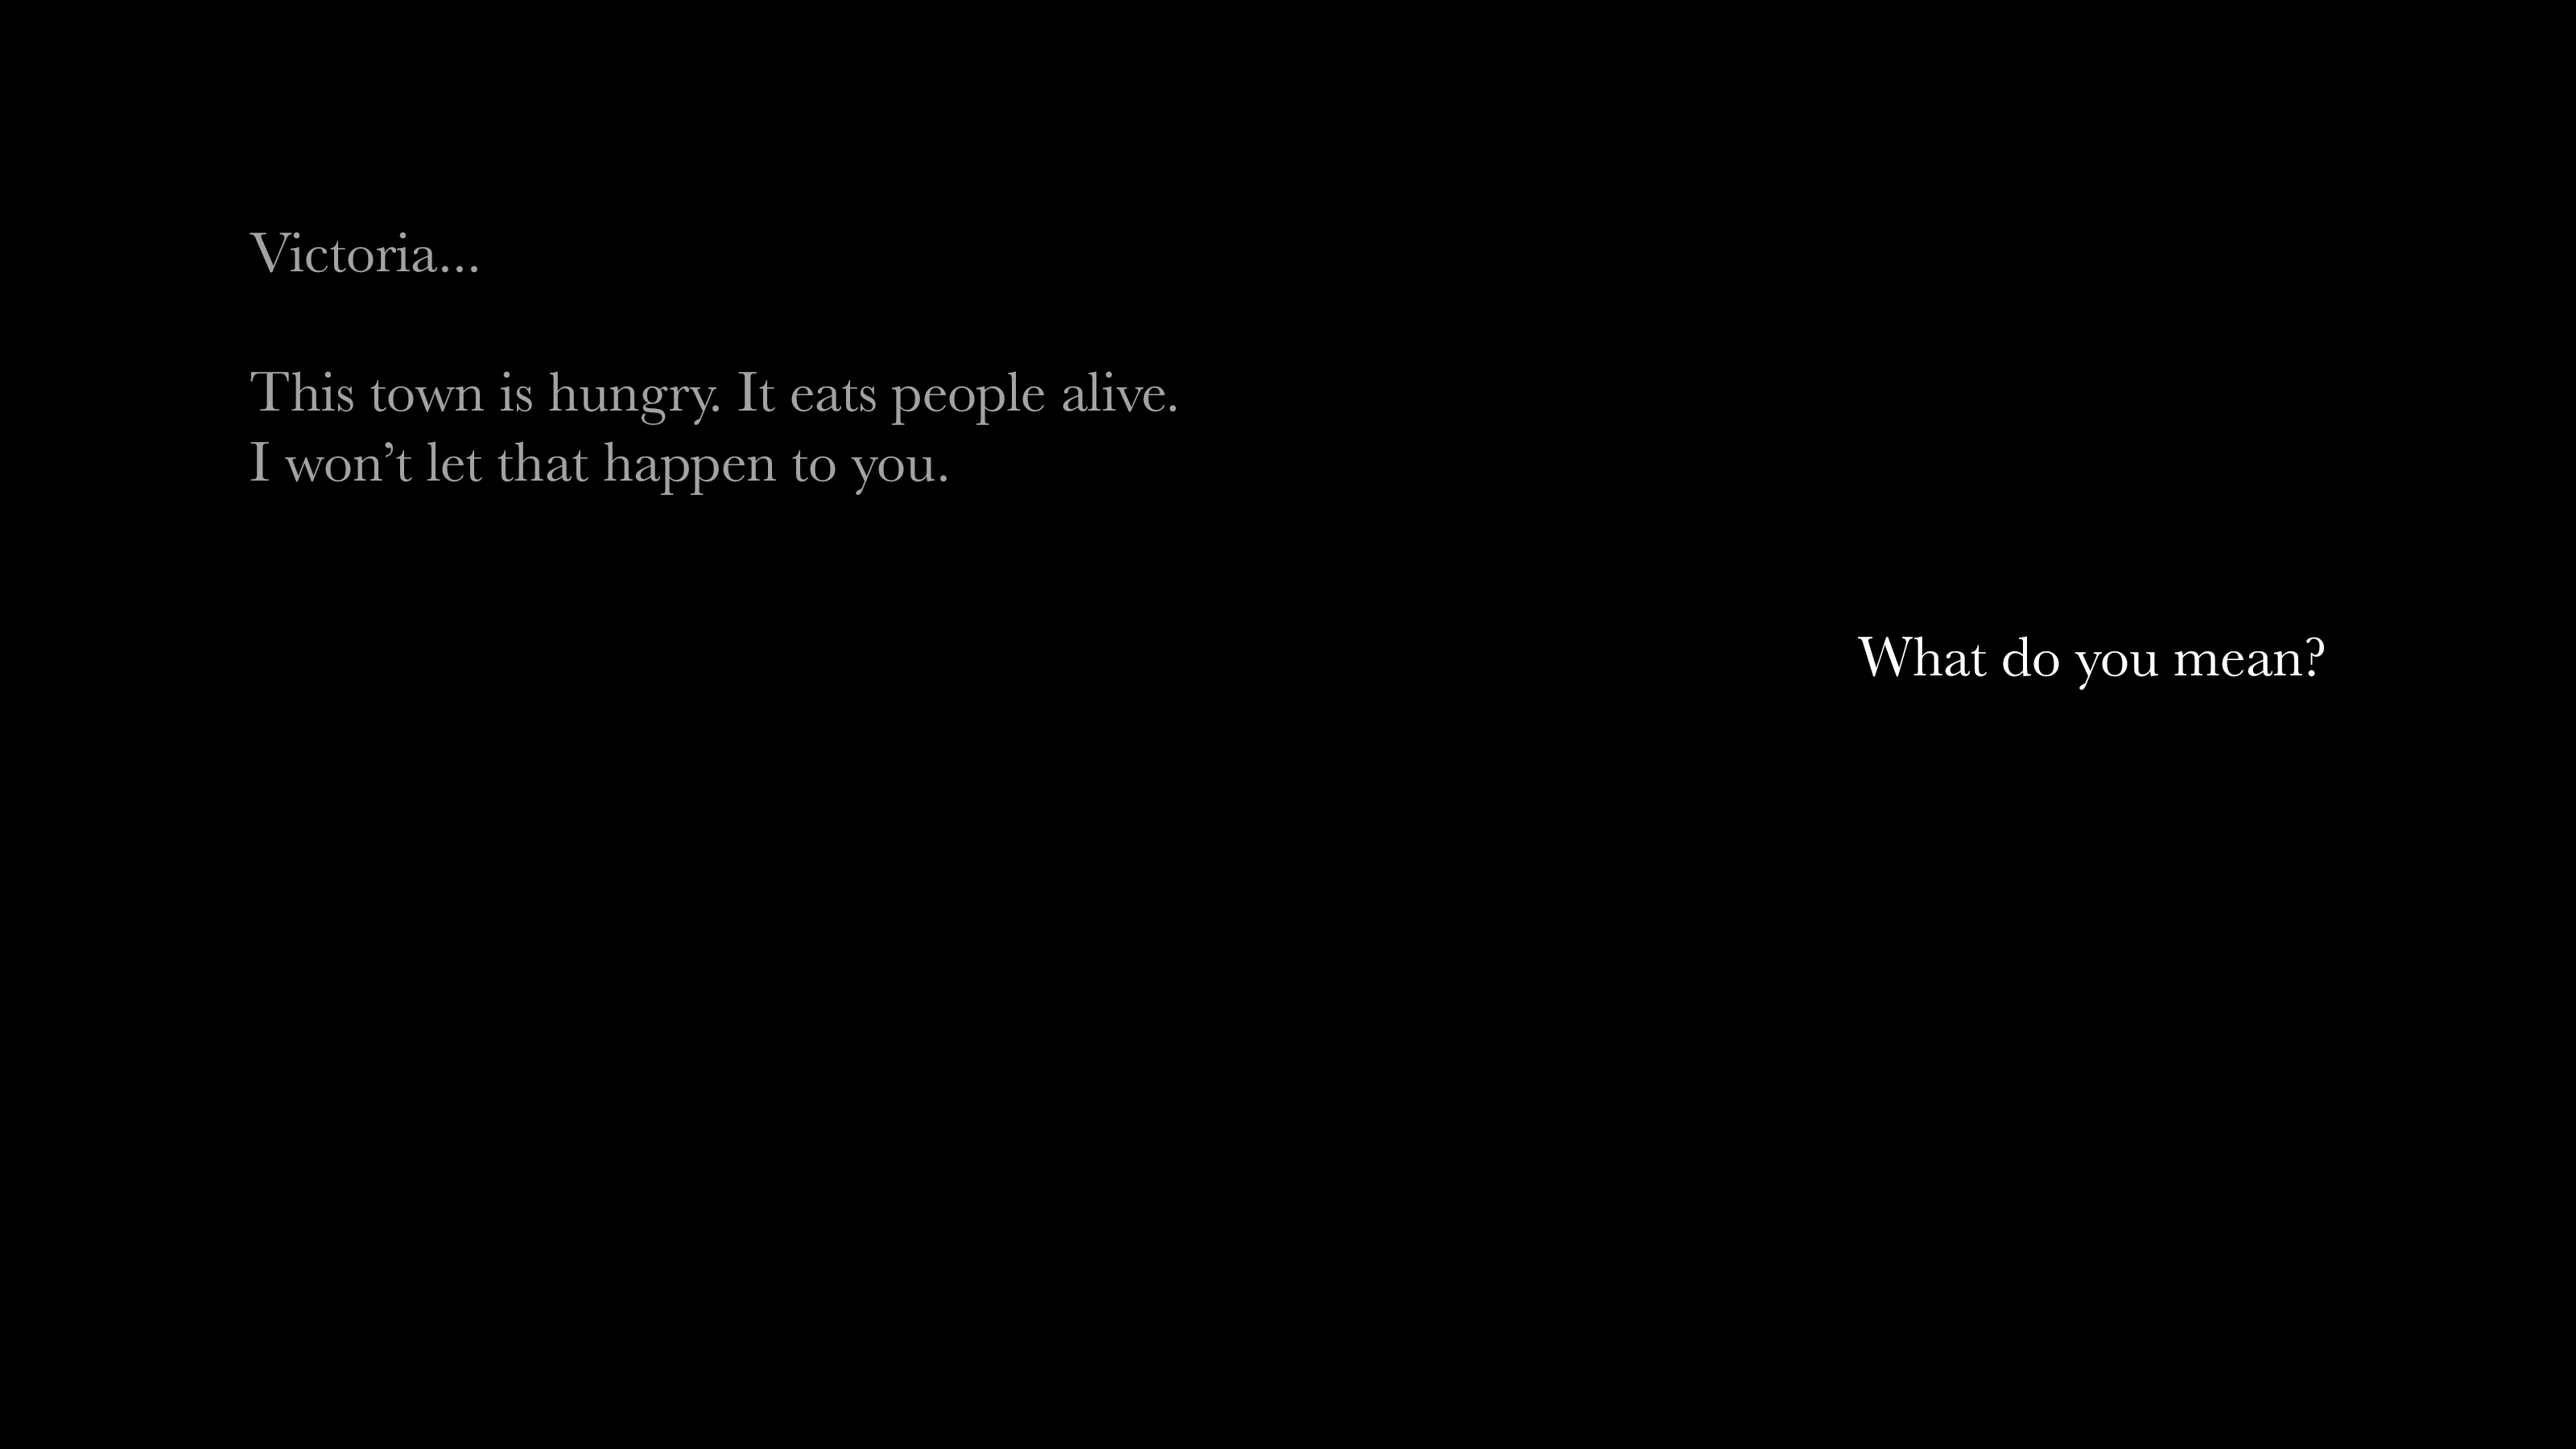 Victoria...
This town is hungry. It eats people alive.
I won’t let that happen to you.
What do you mean?